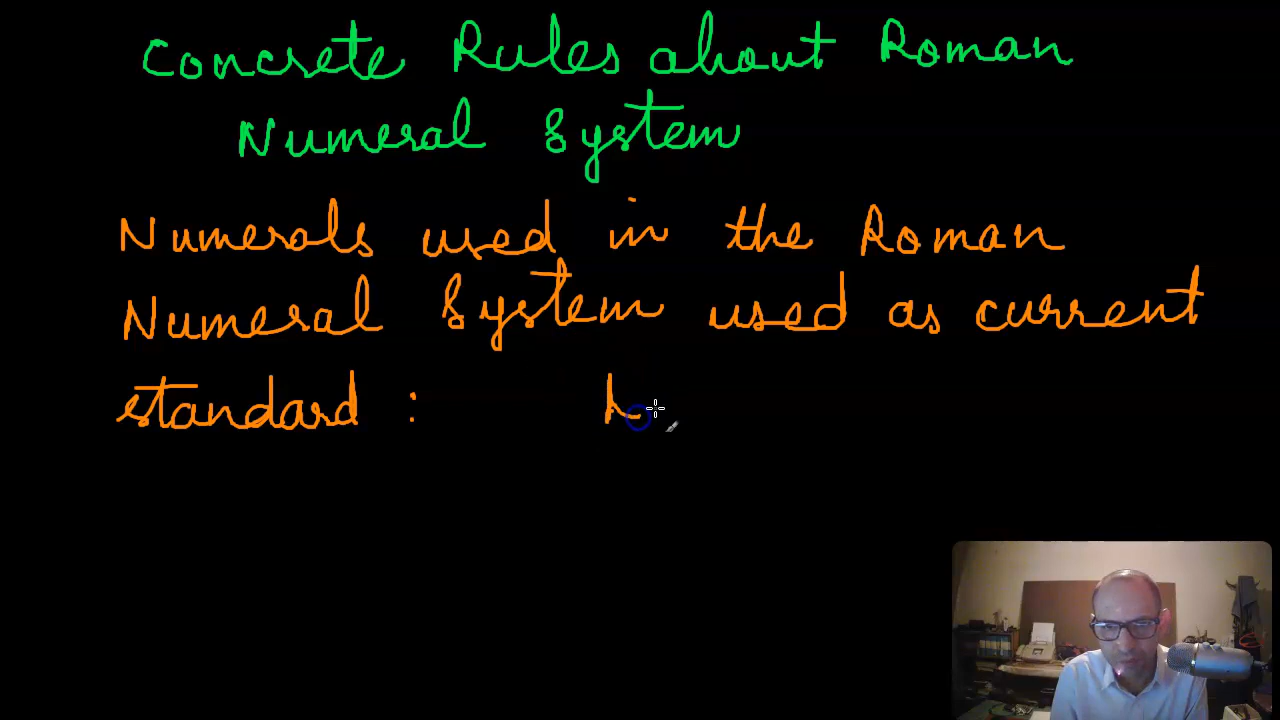 Concrete Rules about Roman
Numeral System
Numerals used in the Roman
Numeral System used as current
standard :